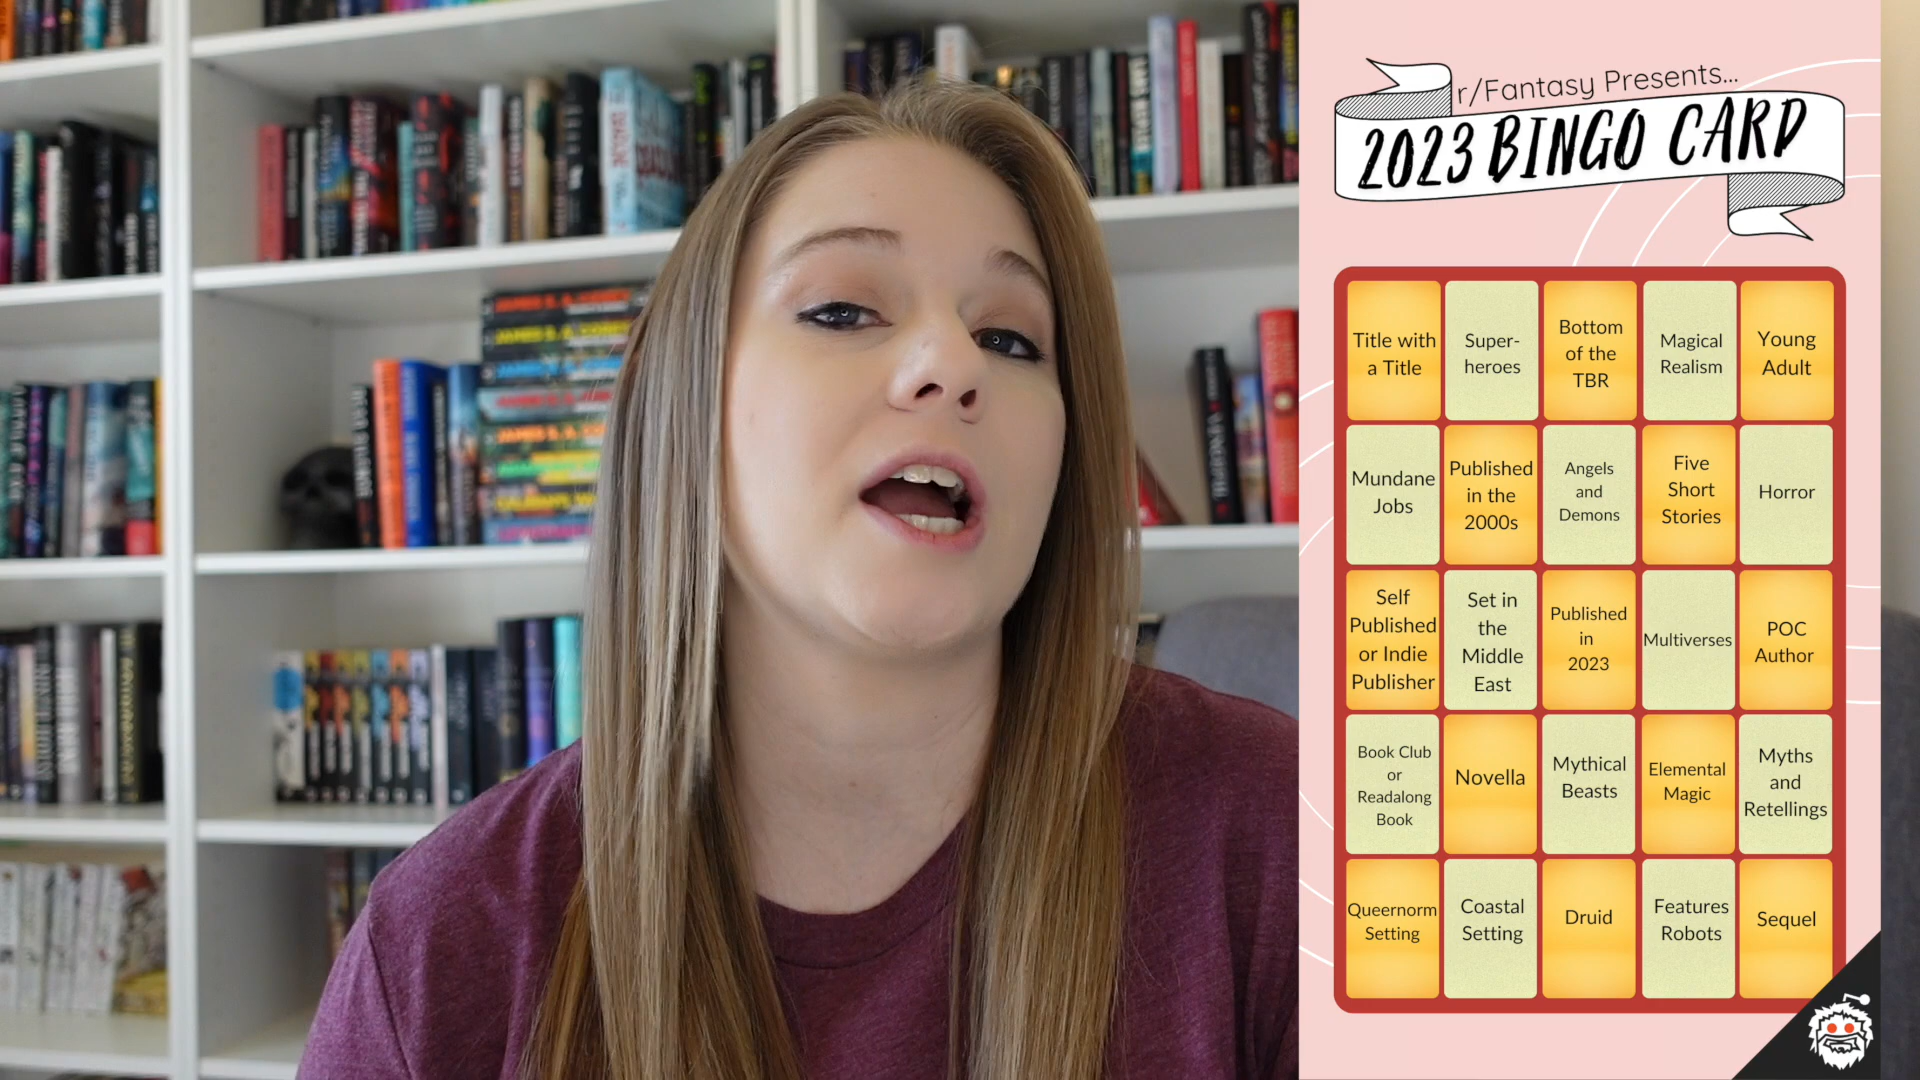 r/Fantasy Presents...
2023 BINGO CARD
Title with
a Title
Super-
heroes
Bottom
of the
TBR
Magical
Realism
Young
Adult
Mundane
Jobs
Published
in the
2000s
Angels
and
Demons
Five
Short
Stories
Horror
Self
Published
or Indie
Publisher
Set in
the
Middle
East
Published
in
2023
Multiverses
POC
Author
Book Club
or
Readalong
Book
Novella
Mythical
Beasts
Elemental
Magic
Myths
and
Retellings
Queernorm
Setting
Coastal
Setting
Druid
Features
Robots
Sequel